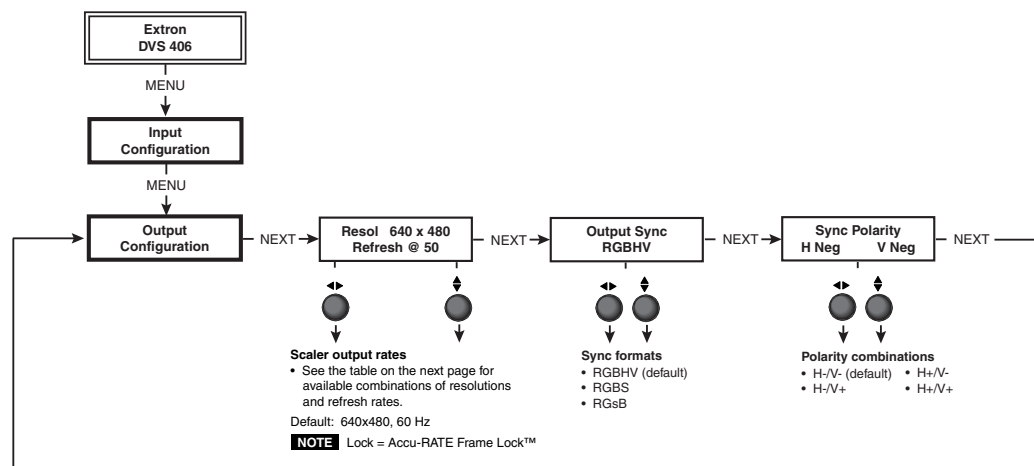 Extron
DVS 406
MENU
Input
Configuration
MENU
Output
Configuration
NEXT
Resol 640 x 480
Refresh @ 50
NEXT
Output Sync
RGBHV
NEXT
Sync Polarity
H Neg V Neg
NEXT
Scaler output rates
• See the table on the next page for
available combinations of resolutions
and refresh rates.
Default: 640x480, 60 Hz
NOTE Lock = Accu-RATE Frame Lock™
Sync formats
• RGBHV (default)
• RGBS
• RGsB
Polarity combinations
• H-/V- (default) • H+/V-
• H-/V+ • H+/V+